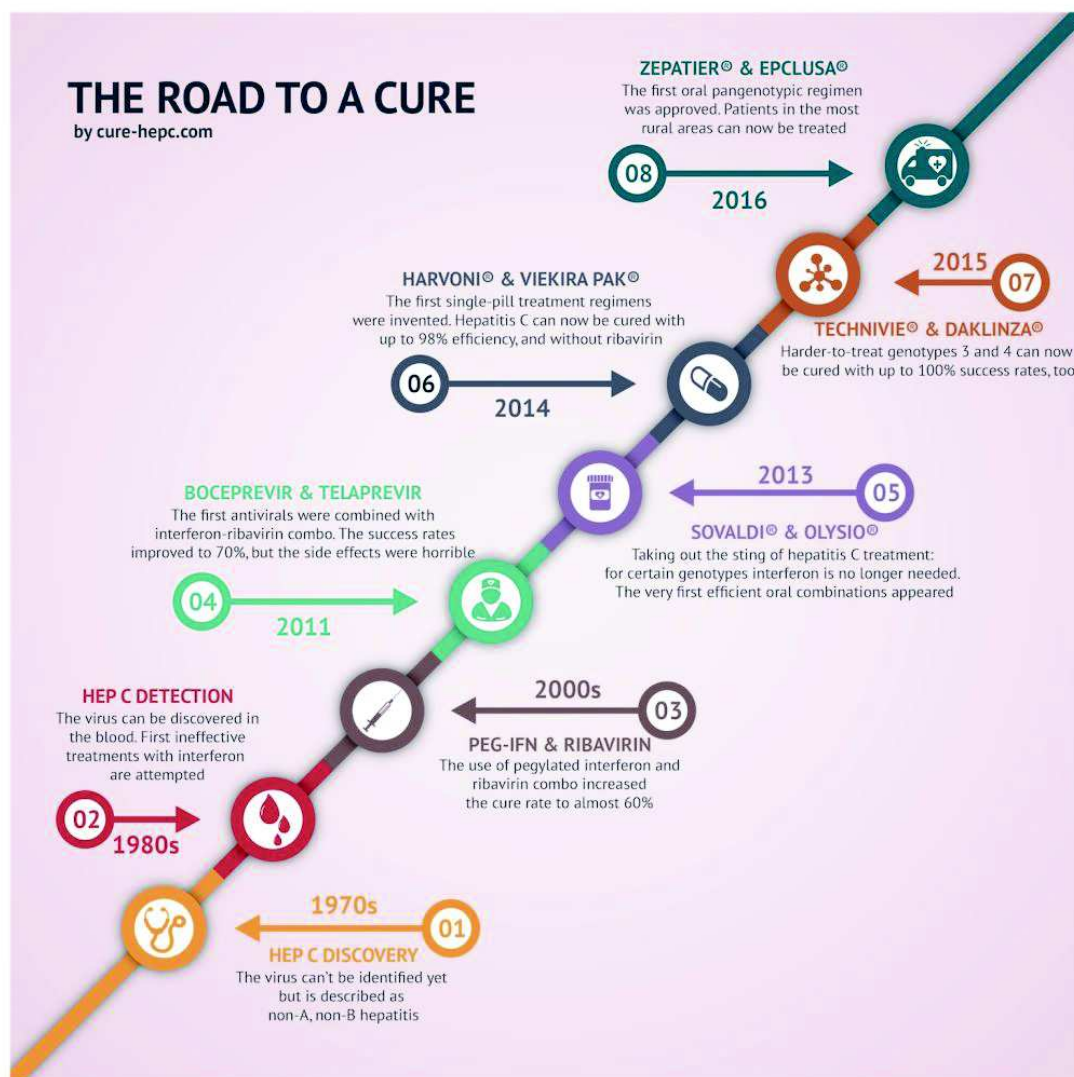 THE ROAD TO A CURE
by cure-hepc.com
ZEPATIER® & EPCLUSA®
The first oral pangenotypic regimen
was approved. Patients in the most
rural areas can now be treated
08
2016
2015
07
TECHNIVIE® & DAKLINZA®
Harder-to-treat genotypes 3 and 4 can now
be cured with up to 100% success rates, too
HARVONI® & VIEKIRA PAK®
The first single-pill treatment regimens
were invented. Hepatitis C can now be cured with
up to 98% efficiency, and without ribavirin
06
2014
2013
05
SOVALDI® & OLYSIO®
Taking out the sting of hepatitis C treatment:
for certain genotypes interferon is no longer needed.
The very first efficient oral combinations appeared
BOCEPREVIR & TELAPREVIR
The first antivirals were combined with
interferon-ribavirin combo. The success rates
improved to 70%, but the side effects were horrible
04
2011
2000s
03
PEG-IFN & RIBAVIRIN
The use of pegylated interferon and
ribavirin combo increased
the cure rate to almost 60%
HEP C DETECTION
The virus can be discovered in
the blood. First ineffective
treatments with interferon
are attempted
02
1980s
1970s
01
HEP C DISCOVERY
The virus can't be identified yet
but is described as
non-A, non-B hepatitis